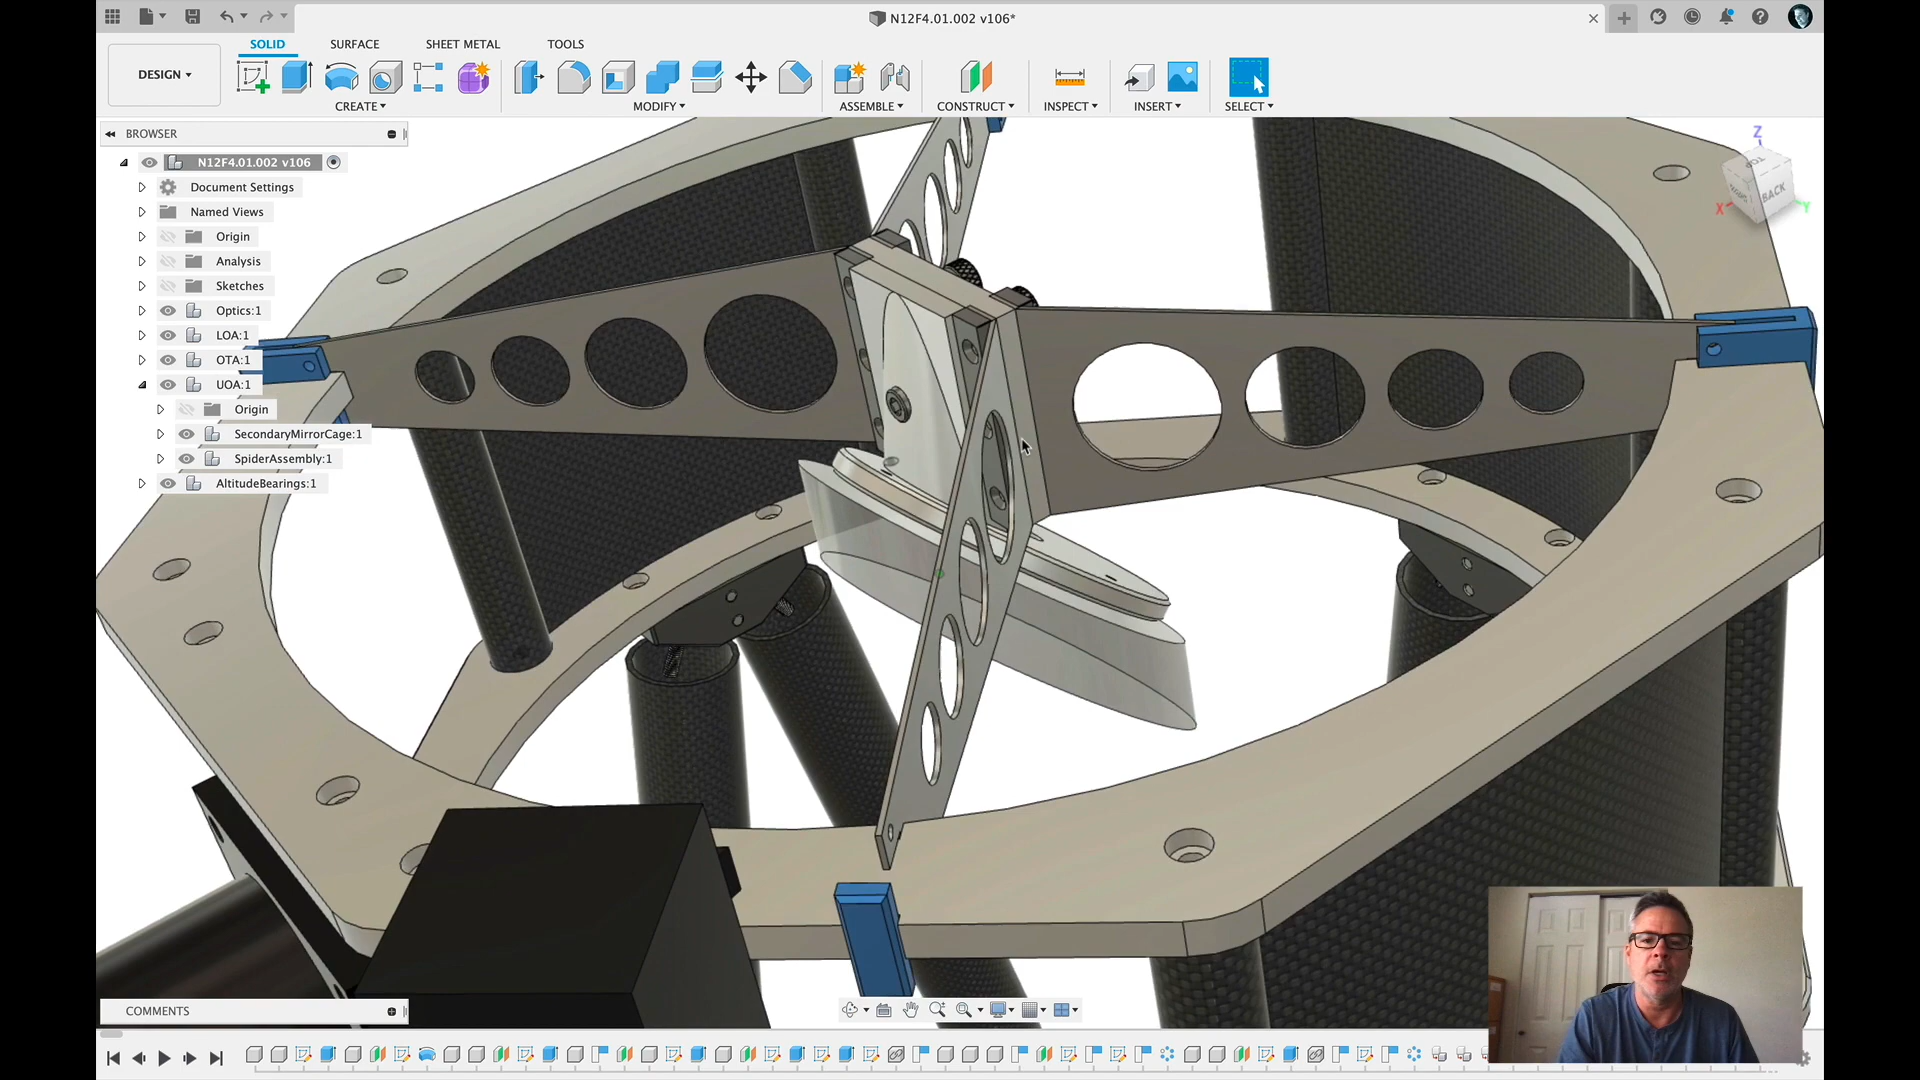 N12F4.01.002 v106*
SOLID SURFACE SHEET METAL TOOLS
DESIGN
CREATE MODIFY ASSEMBLE CONSTRUCT INSPECT INSERT SELECT
BROWSER
N12F4.01.002 v106
Document Settings
Named Views
Origin
Analysis
Sketches
Optics:1
LOA:1
OTA:1
UOA:1
Origin
SecondaryMirrorCage:1
SpiderAssembly:1
AltitudeBearings:1
Z
TOP
BACK
X
Y
COMMENTS